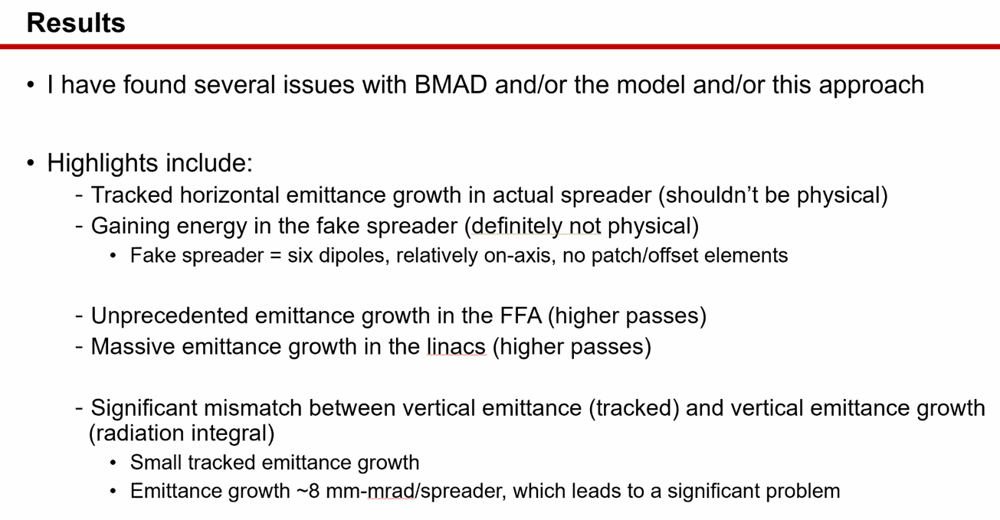 Results
• I have found several issues with BMAD and/or the model and/or this approach
• Highlights include:
- Tracked horizontal emittance growth in actual spreader (shouldn’t be physical)
- Gaining energy in the fake spreader (definitely not physical)
• Fake spreader = six dipoles, relatively on-axis, no patch/offset elements
- Unprecedented emittance growth in the FFA (higher passes)
- Massive emittance growth in the linacs (higher passes)
- Significant mismatch between vertical emittance (tracked) and vertical emittance growth
(radiation integral)
• Small tracked emittance growth
• Emittance growth ~8 mm-mrad/spreader, which leads to a significant problem